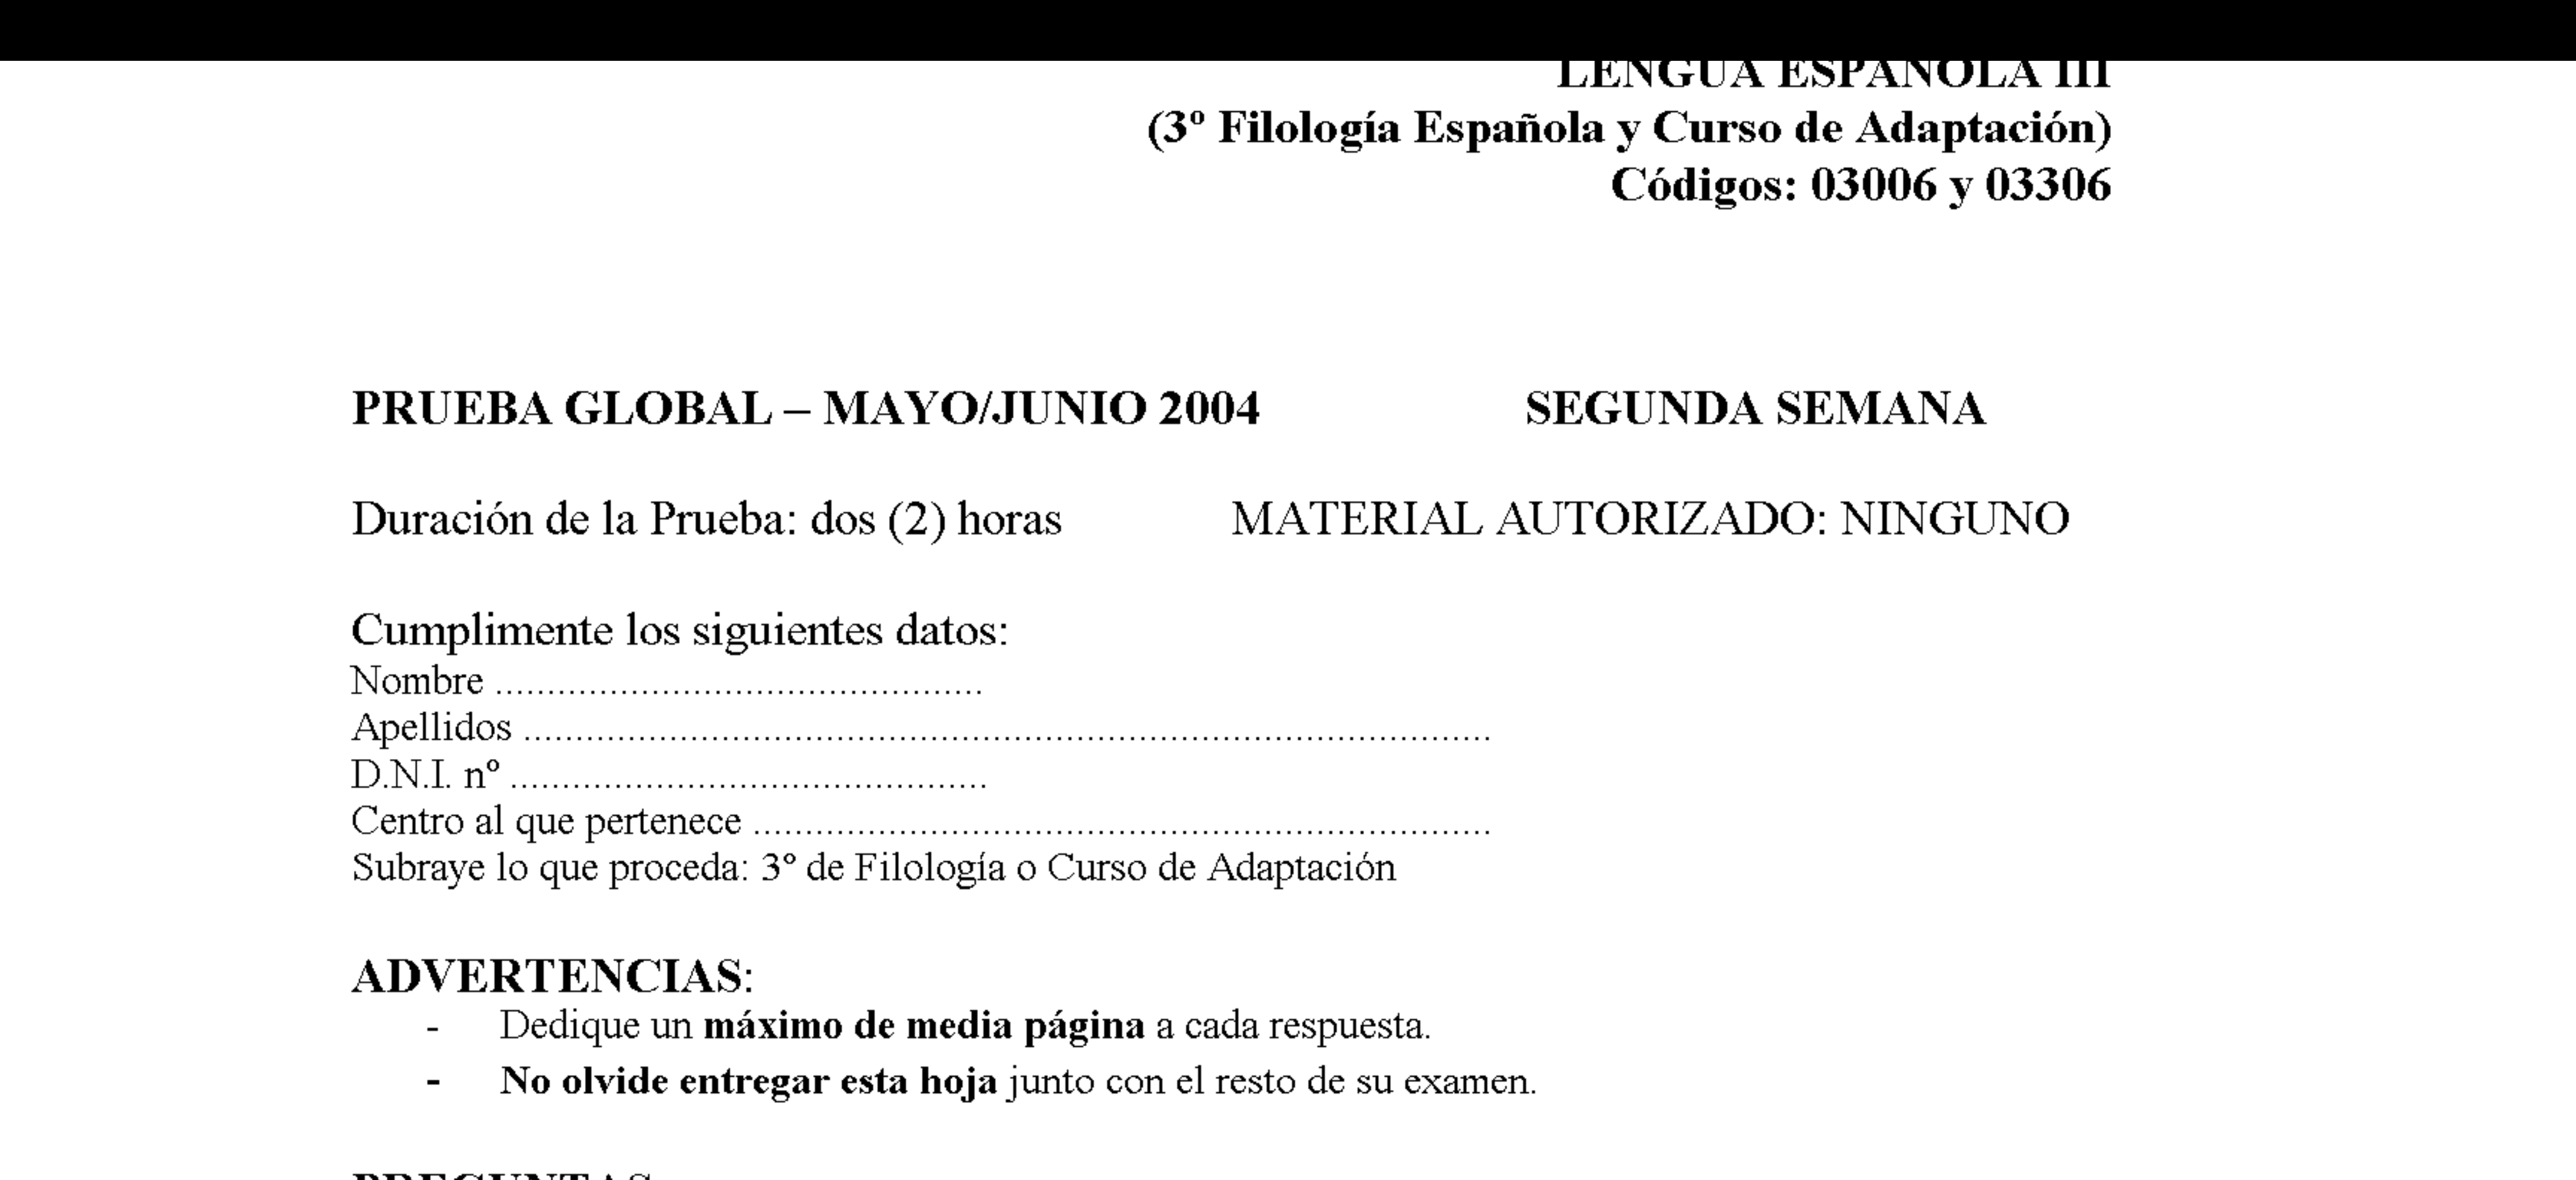 LENGUA ESPAÑOLA III
(3º Filología Española y Curso de Adaptación)
Códigos: 03006 y 03306
PRUEBA GLOBAL – MAYO/JUNIO 2004 SEGUNDA SEMANA
Duración de la Prueba: dos (2) horas MATERIAL AUTORIZADO: NINGUNO
Cumplimente los siguientes datos:
Nombre ...............................................
Apellidos .............................................................................................
D.N.I. nº ..............................................
Centro al que pertenece .......................................................................
Subraye lo que proceda: 3º de Filología o Curso de Adaptación
ADVERTENCIAS:
- Dedique un máximo de media página a cada respuesta.
- No olvide entregar esta hoja junto con el resto de su examen.
PREGUNTAS